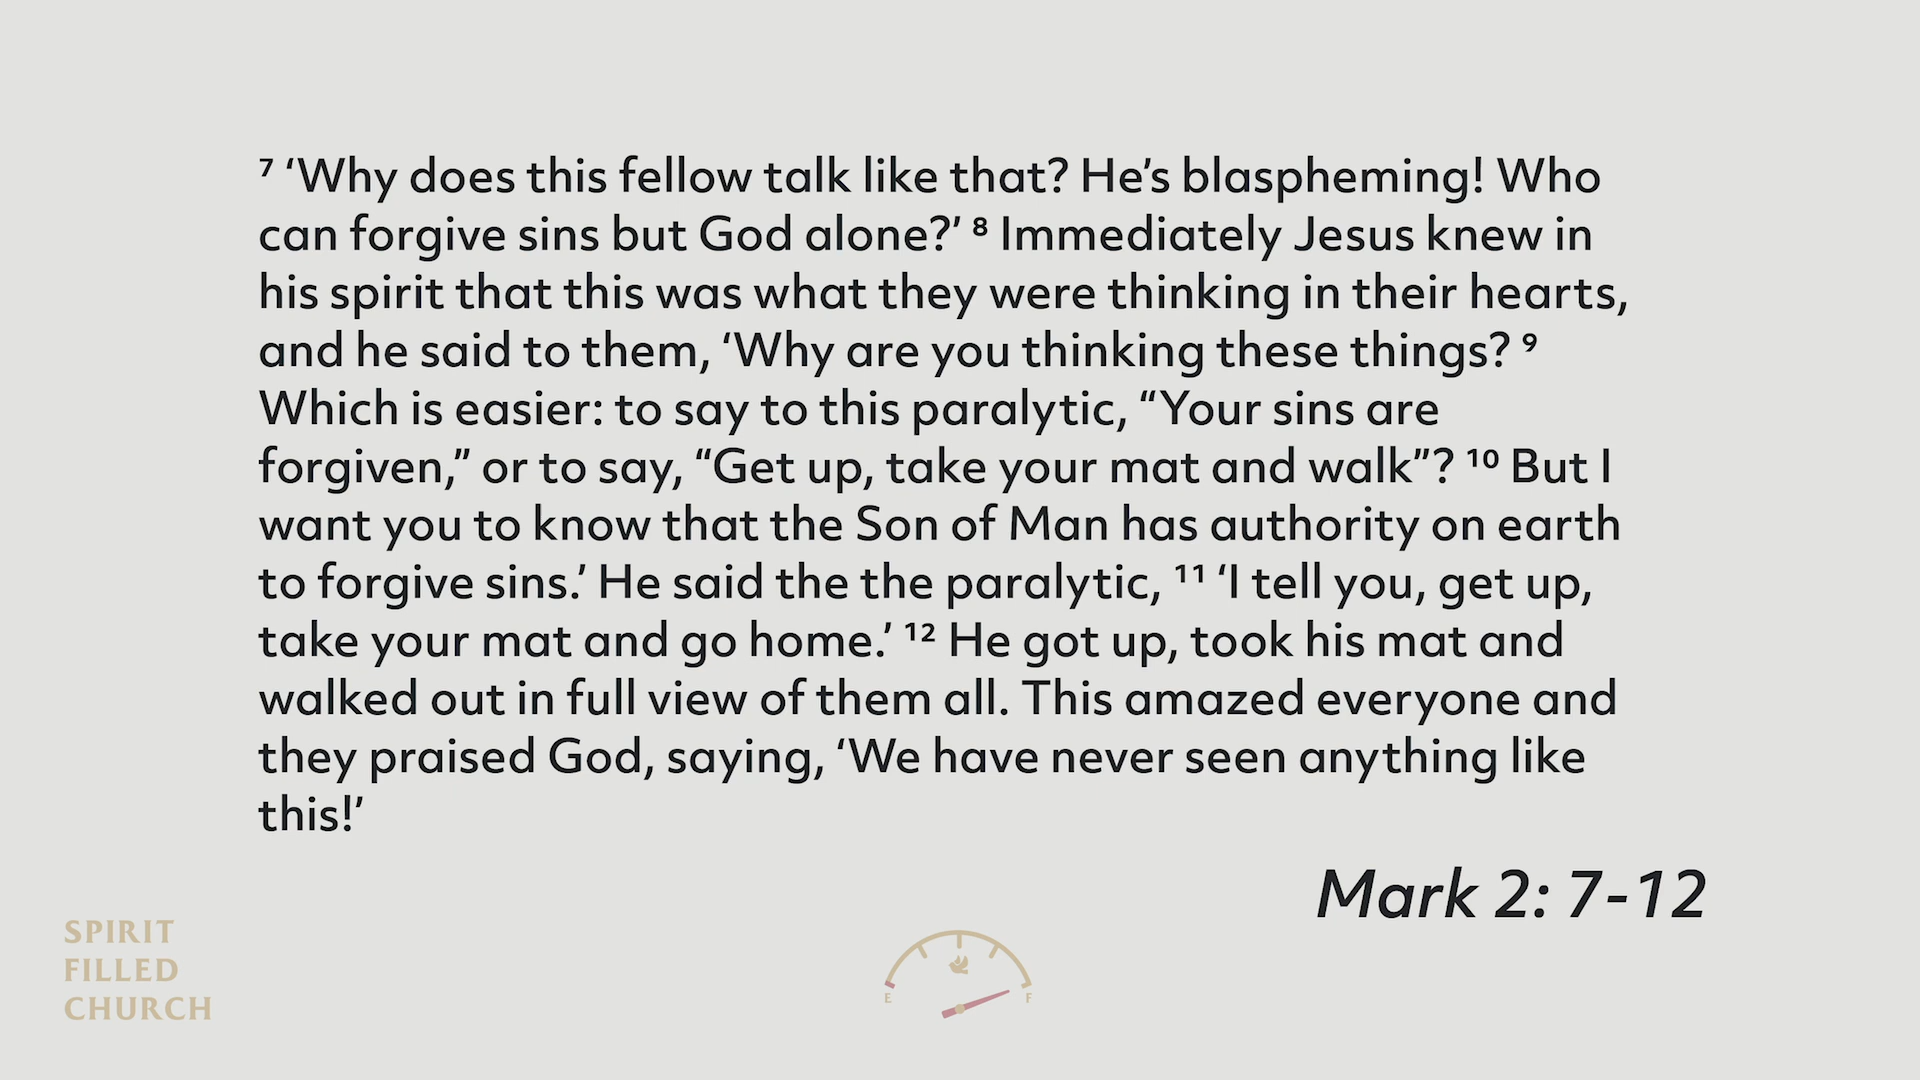 ⁷ ‘Why does this fellow talk like that? He’s blaspheming! Who
can forgive sins but God alone?’ ⁸ Immediately Jesus knew in
his spirit that this was what they were thinking in their hearts,
and he said to them, ‘Why are you thinking these things? ⁹
Which is easier: to say to this paralytic, “Your sins are
forgiven,” or to say, “Get up, take your mat and walk”? ¹⁰ But I
want you to know that the Son of Man has authority on earth
to forgive sins.’ He said the the paralytic, ¹¹ ‘I tell you, get up,
take your mat and go home.’ ¹² He got up, took his mat and
walked out in full view of them all. This amazed everyone and
they praised God, saying, ‘We have never seen anything like
this!’
Mark 2: 7-12
SPIRIT
FILLED
CHURCH
E F